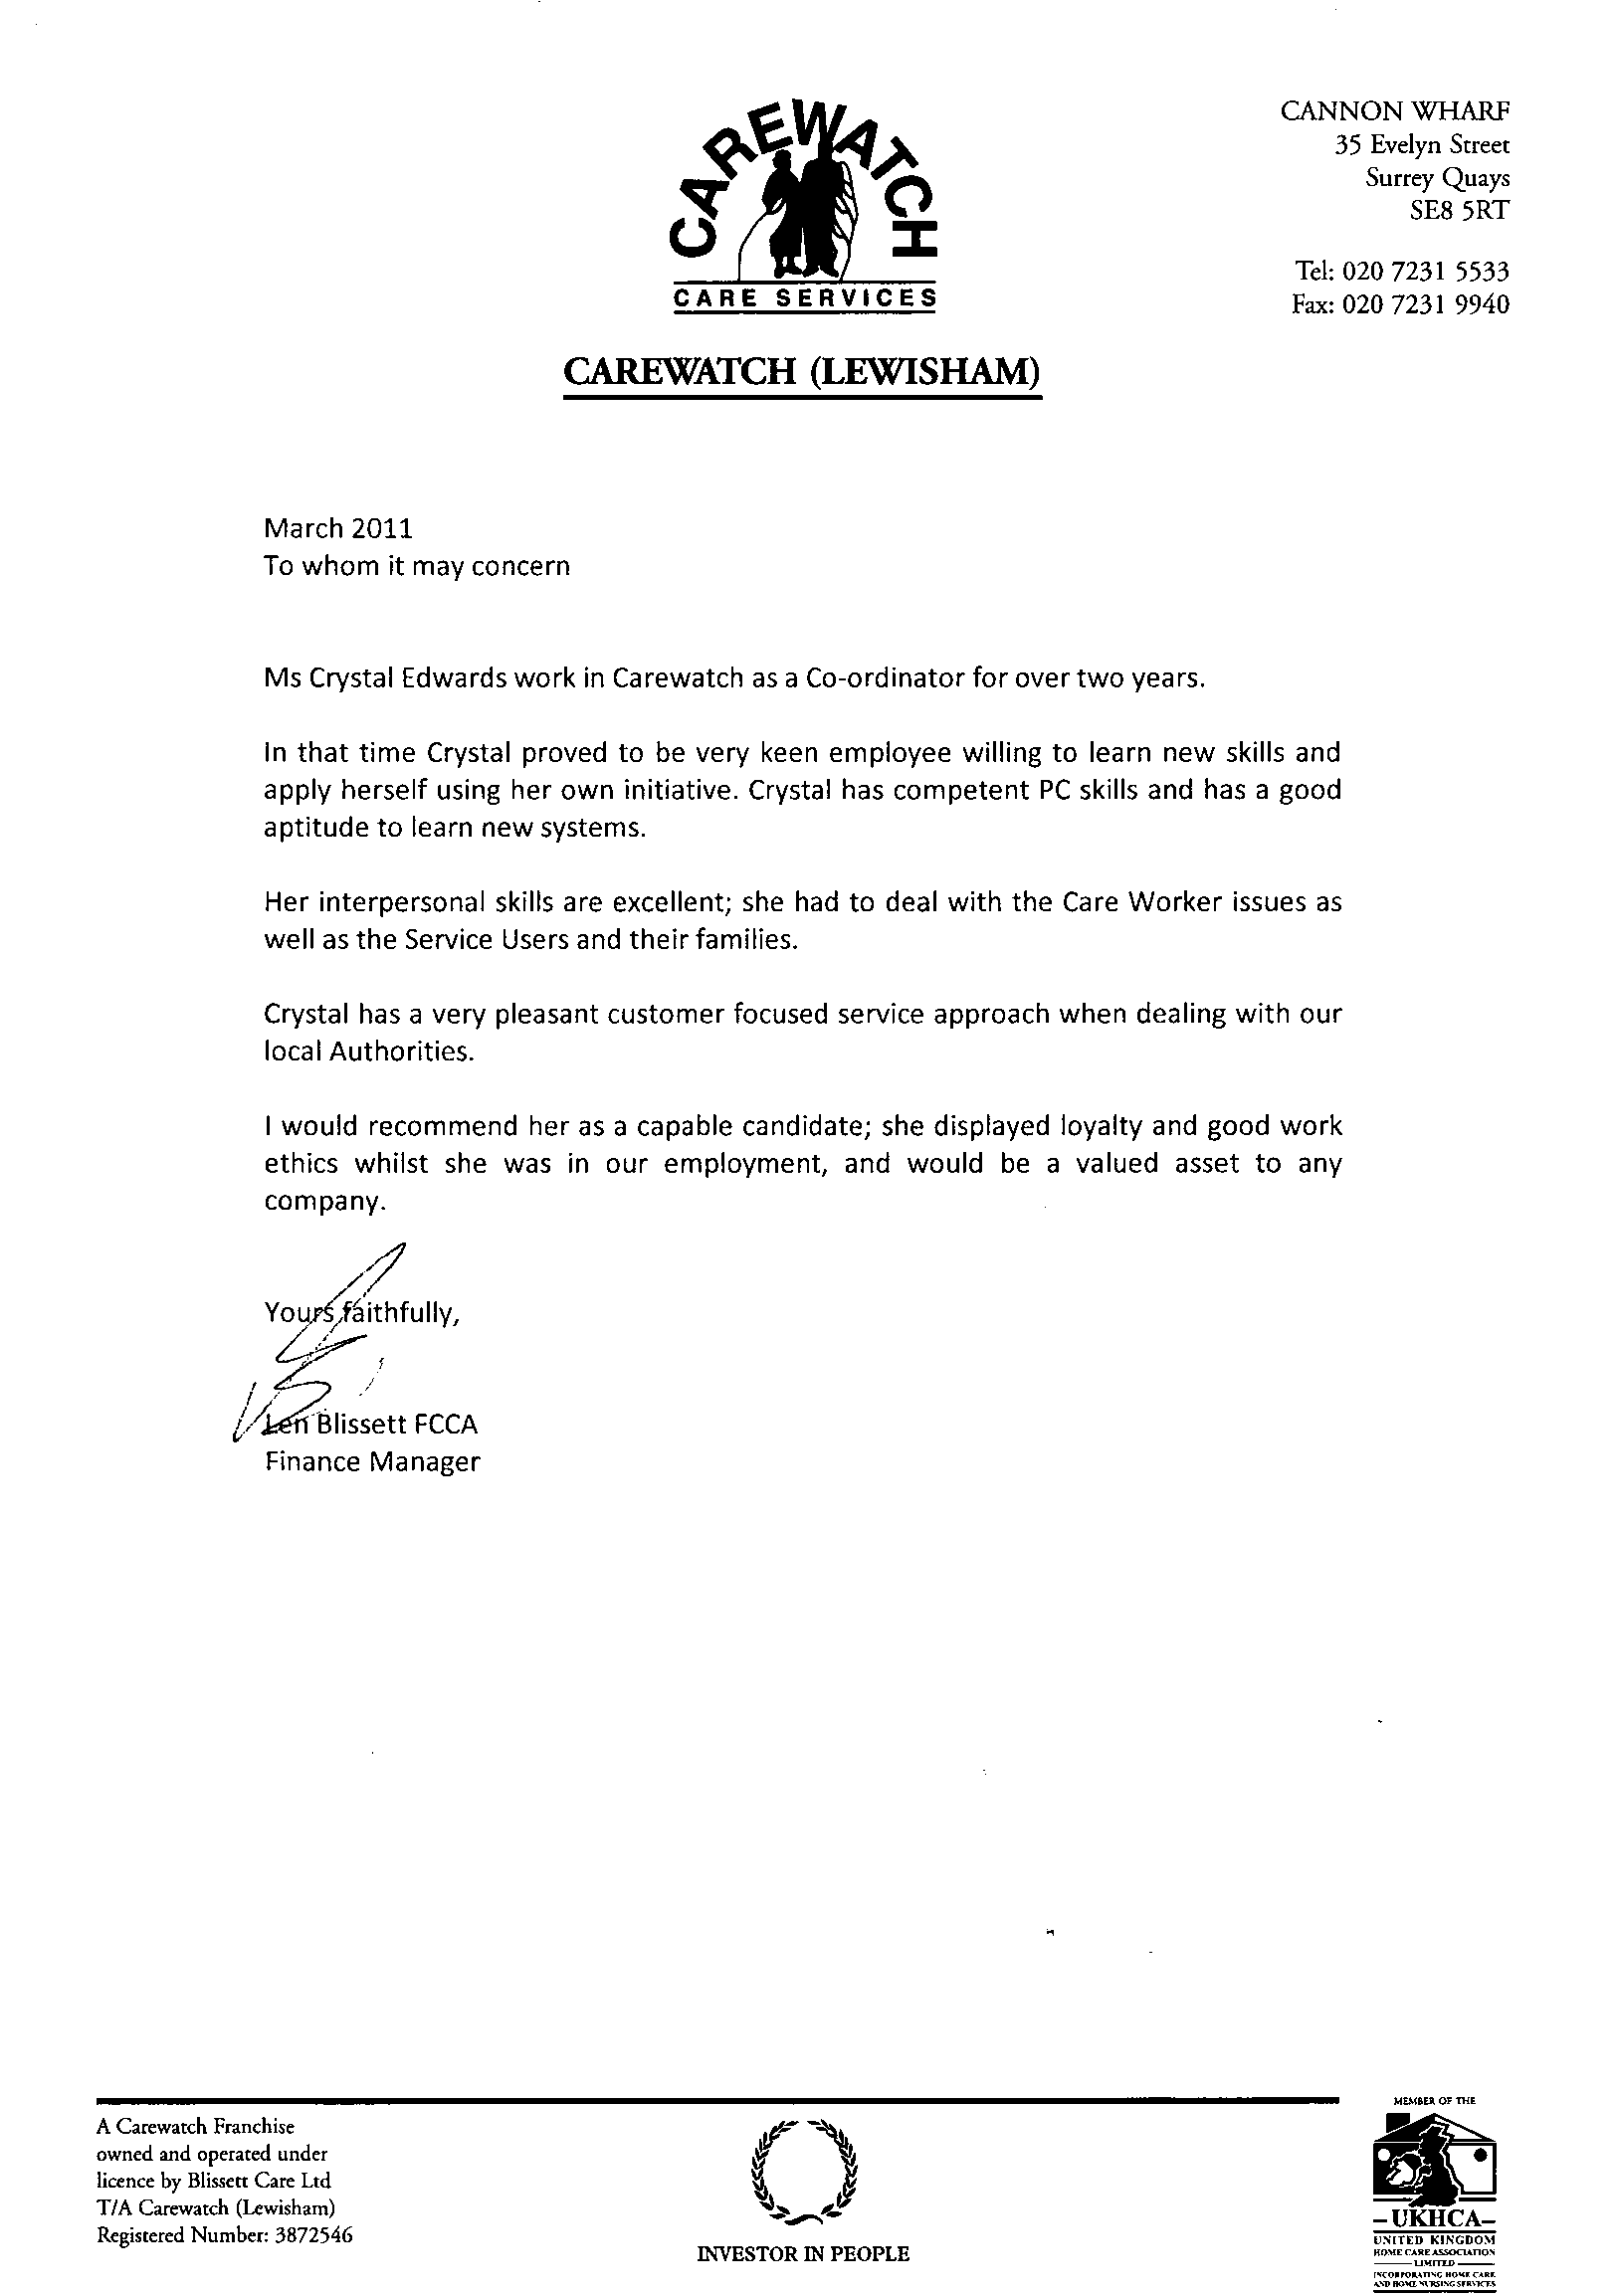 CAREWATCH
CARE SERVICES
CANNON WHARF
35 Evelyn Street
Surrey Quays
SE8 5RT
Tel: 020 7231 5533
Fax: 020 7231 9940
CAREWATCH (LEWISHAM)
March 2011
To whom it may concern
Ms Crystal Edwards work in Carewatch as a Co-ordinator for over two years.
In that time Crystal proved to be very keen employee willing to learn new skills and
apply herself using her own initiative. Crystal has competent PC skills and has a good
aptitude to learn new systems.
Her interpersonal skills are excellent; she had to deal with the Care Worker issues as
well as the Service Users and their families.
Crystal has a very pleasant customer focused service approach when dealing with our
local Authorities.
I would recommend her as a capable candidate; she displayed loyalty and good work
ethics whilst she was in our employment, and would be a valued asset to any
company.
Yours faithfully,
Len Blissett FCCA
Finance Manager
A Carewatch Franchise
owned and operated under
licence by Blissett Care Ltd
T/A Carewatch (Lewisham)
Registered Number: 3872546
INVESTOR IN PEOPLE
MEMBER OF THE
UKHCA
UNITED KINGDOM
HOME CARE ASSOCIATION
LIMITED
INCORPORATING HOME CARE
AND HOME NURSING SERVICES